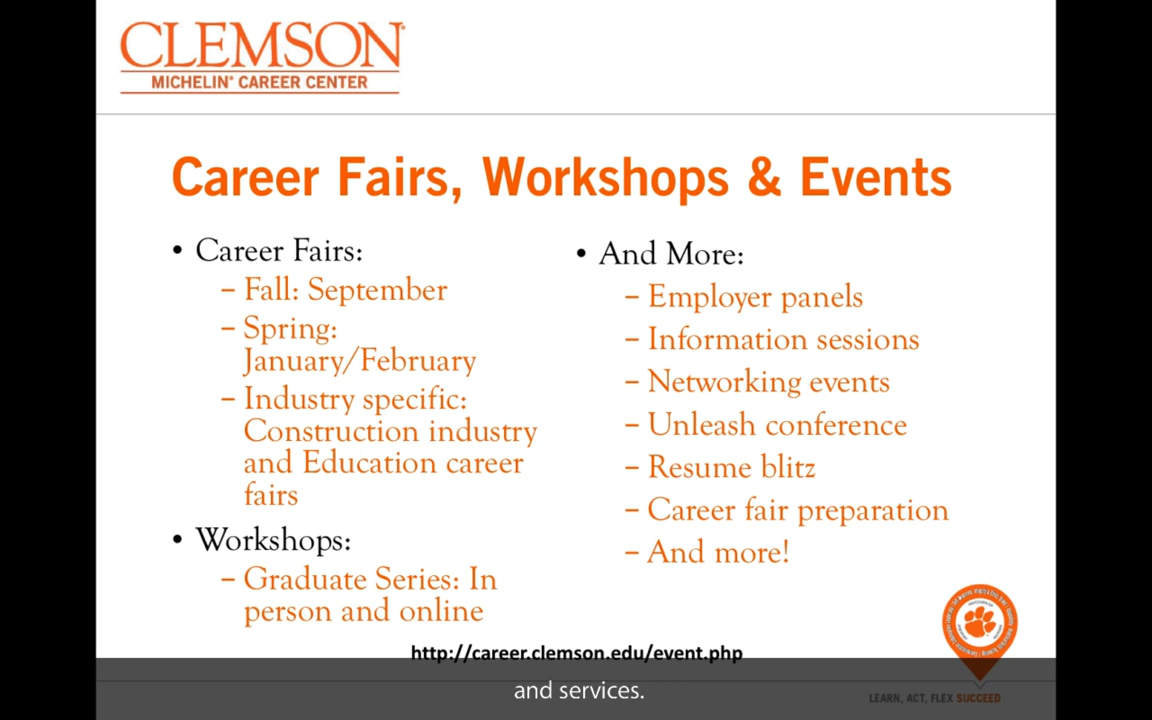 CLEMSON®
MICHELIN® CAREER CENTER
Career Fairs, Workshops & Events
• Career Fairs:
– Fall: September
– Spring:
January/February
– Industry specific:
Construction industry
and Education career
fairs
• Workshops:
– Graduate Series: In
person and online
• And More:
– Employer panels
– Information sessions
– Networking events
– Unleash conference
– Resume blitz
– Career fair preparation
– And more!
http://career.clemson.edu/event.php
and services.
LEARN, ACT, FLEX SUCCEED